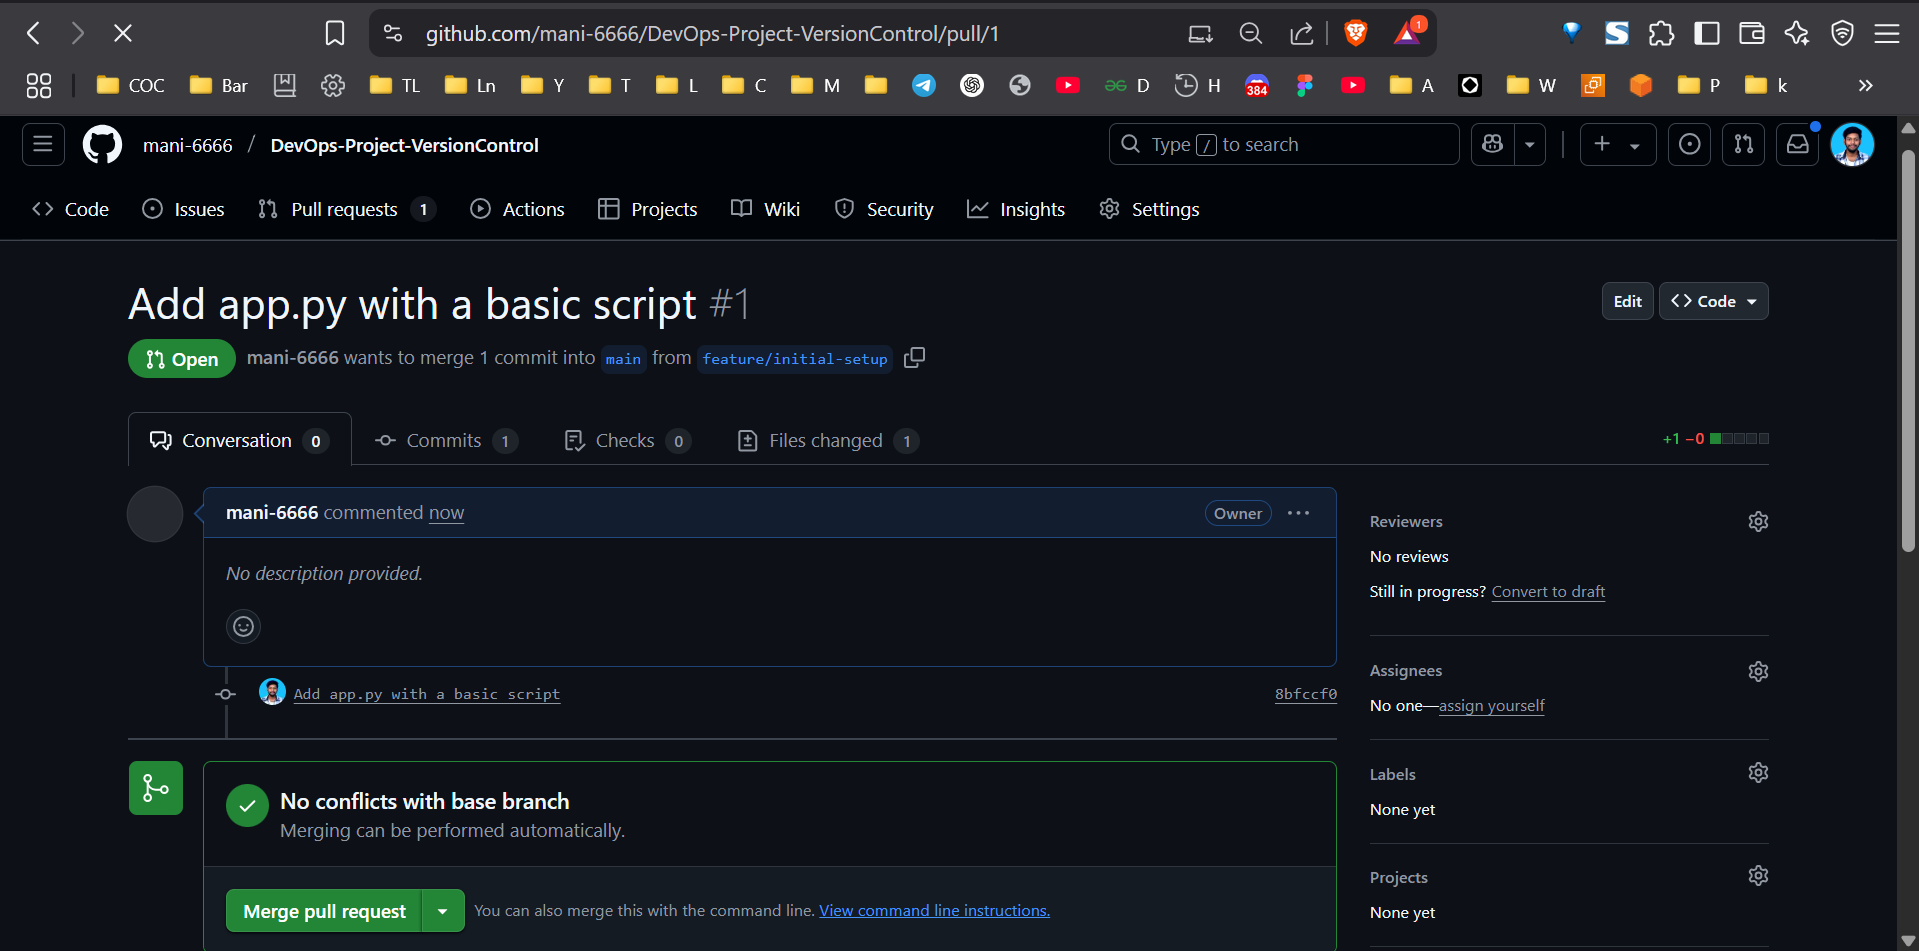 github.com/mani-6666/DevOps-Project-VersionControl/pull/1
1
COC Bar TL Ln Y T L C M D H 384 A W P k
mani-6666 / DevOps-Project-VersionControl
Type / to search
Code Issues Pull requests 1 Actions Projects Wiki Security Insights Settings
Add app.py with a basic script #1
Edit
Code
Open
mani-6666 wants to merge 1 commit into main from feature/initial-setup
Conversation 0 Commits 1 Checks 0 Files changed 1
+1 −0
mani-6666 commented now
Owner
No description provided.
Add app.py with a basic script
8bfccf0
No conflicts with base branch
Merging can be performed automatically.
Merge pull request
You can also merge this with the command line. View command line instructions.
Reviewers
No reviews
Still in progress? Convert to draft
Assignees
No one—assign yourself
Labels
None yet
Projects
None yet